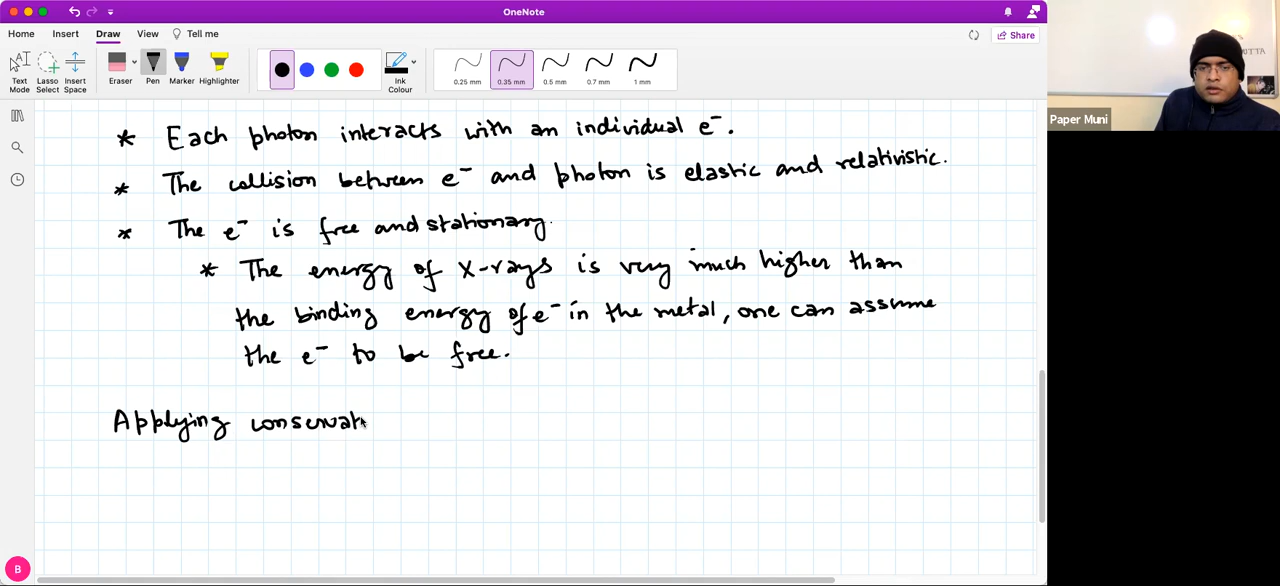 OneNote
Home Insert Draw View Tell me
Share
Text Mode
Lasso Select
Insert Space
Eraser
Pen
Marker
Highlighter
Ink Colour
0.25 mm
0.35 mm
0.5 mm
0.7 mm
1 mm
Paper Muni
* Each photon interacts with an individual e⁻.
* The collision between e⁻ and photon is elastic and relativistic.
* The e⁻ is free and stationary.
* The energy of X-rays is very much higher than
the binding energy of e⁻ in the metal, one can assume
the e⁻ to be free.
Applying conservat
B